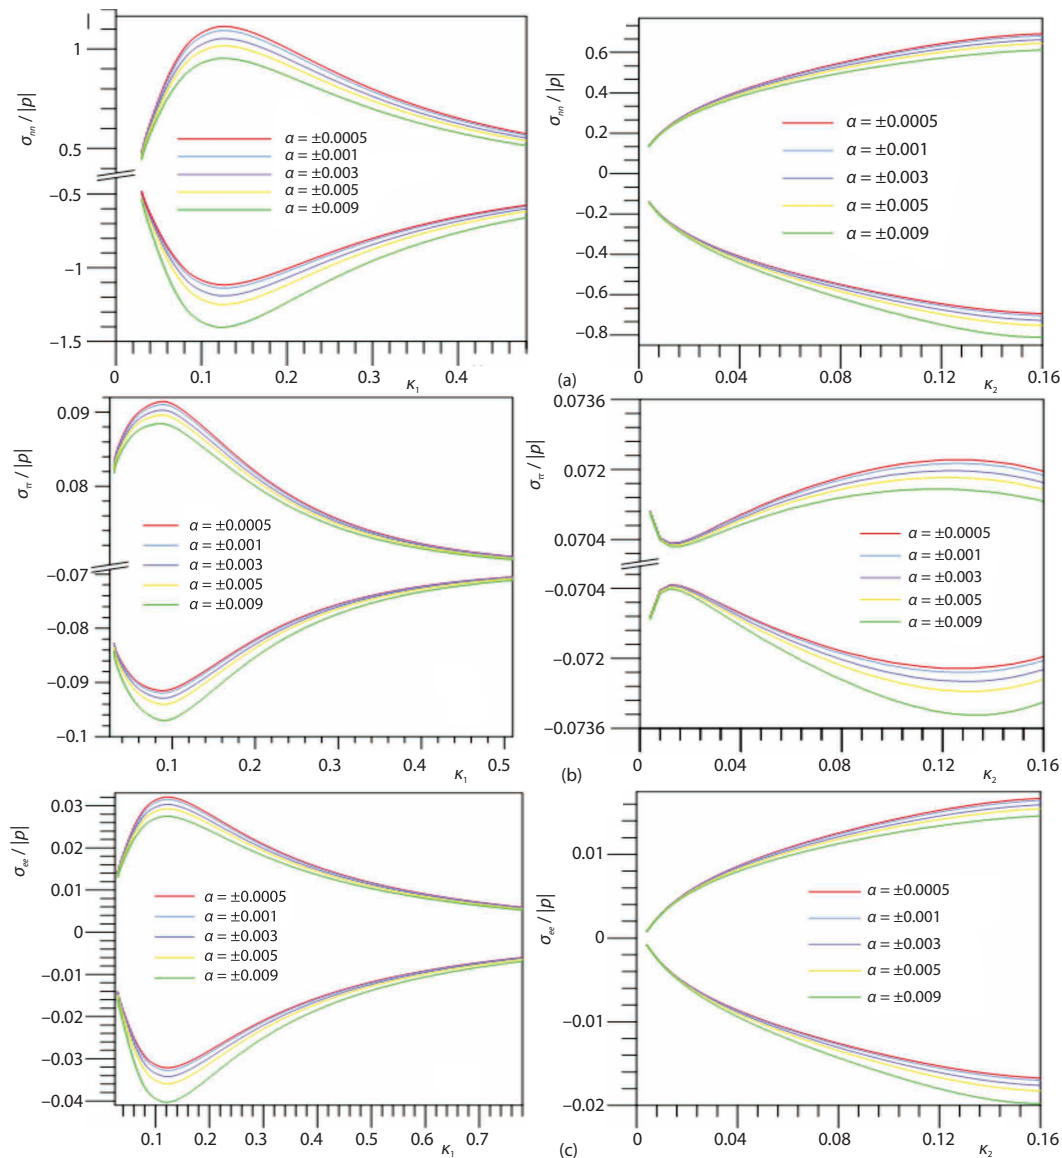 σnn / |p|
1
0.5
−0.5
−1
−1.5
α = ±0.0005
α = ±0.001
α = ±0.003
α = ±0.005
α = ±0.009
0 0.1 0.2 0.3 0.4 κ1
σnn / |p|
0.6
0.4
0.2
0
−0.2
−0.4
−0.6
−0.8
α = ±0.0005
α = ±0.001
α = ±0.003
α = ±0.005
α = ±0.009
0 0.04 0.08 0.12 κ2 0.16
(a)
σττ / |p|
0.09
0.08
−0.07
−0.08
−0.09
−0.1
α = ±0.0005
α = ±0.001
α = ±0.003
α = ±0.005
α = ±0.009
0.1 0.2 0.3 0.4 κ1 0.5
σττ / |p|
0.0736
0.072
0.0704
−0.0704
−0.072
−0.0736
α = ±0.0005
α = ±0.001
α = ±0.003
α = ±0.005
α = ±0.009
0 0.04 0.08 0.12 κ2 0.16
(b)
σee / |p|
0.03
0.02
0.01
0
−0.01
−0.02
−0.03
−0.04
α = ±0.0005
α = ±0.001
α = ±0.003
α = ±0.005
α = ±0.009
0.1 0.2 0.3 0.4 0.5 0.6 κ1 0.7
σee / |p|
0.01
0
−0.01
−0.02
α = ±0.0005
α = ±0.001
α = ±0.003
α = ±0.005
α = ±0.009
0 0.04 0.08 0.12 κ2 0.16
(c)